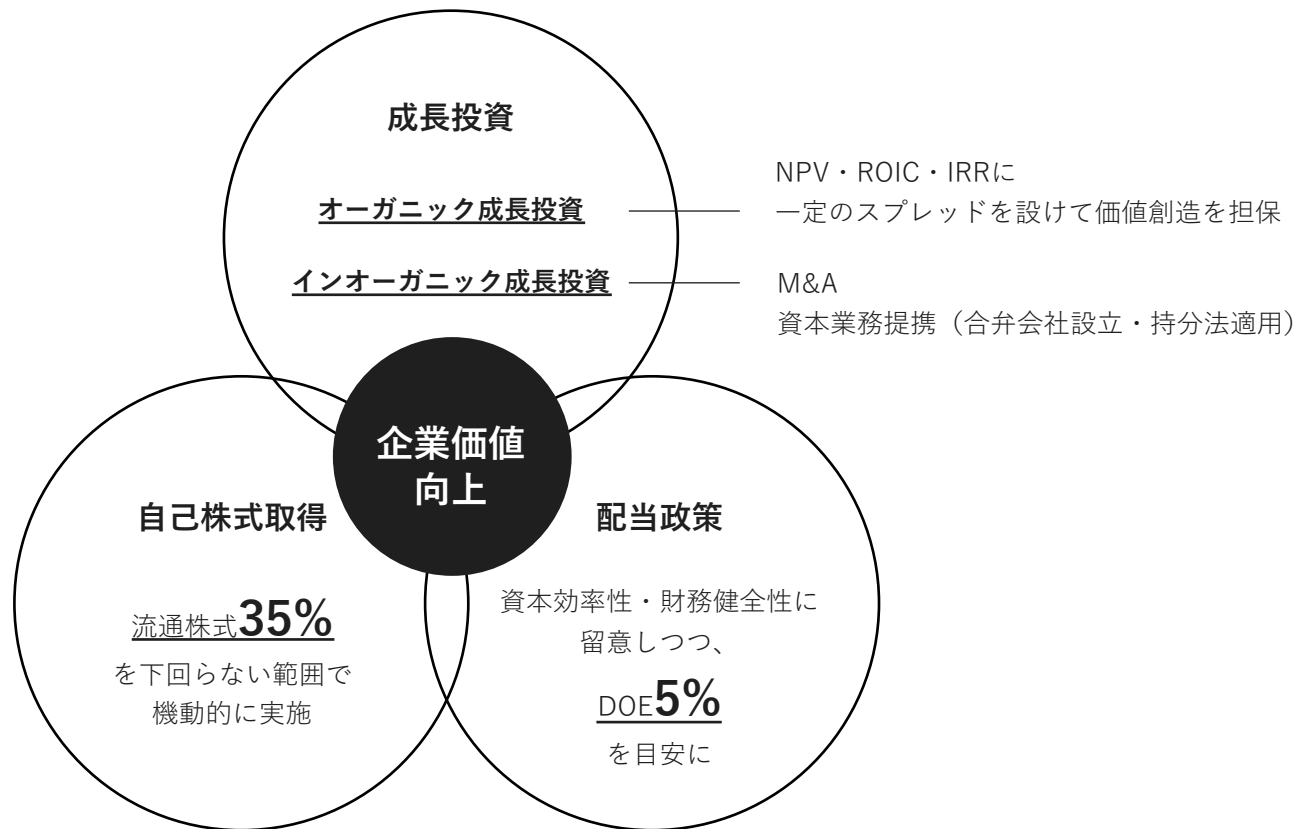 成長投資
オーガニック成長投資
NPV・ROIC・IRRに
一定のスプレッドを設けて価値創造を担保
インオーガニック成長投資
M&A
資本業務提携（合弁会社設立・持分法適用）
企業価値
向上
自己株式取得
流通株式35%
を下回らない範囲で
機動的に実施
配当政策
資本効率性・財務健全性に
留意しつつ、
DOE5%
を目安に